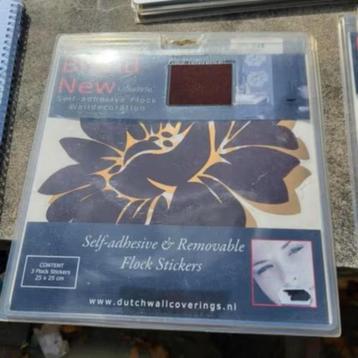 New
Self-adhesive Flock
Walldecoration
Self-adhesive & Removable
Flock Stickers
CONTENT
3 Flock Stickers
25 x 25 cm
www.dutchwallcoverings.nl